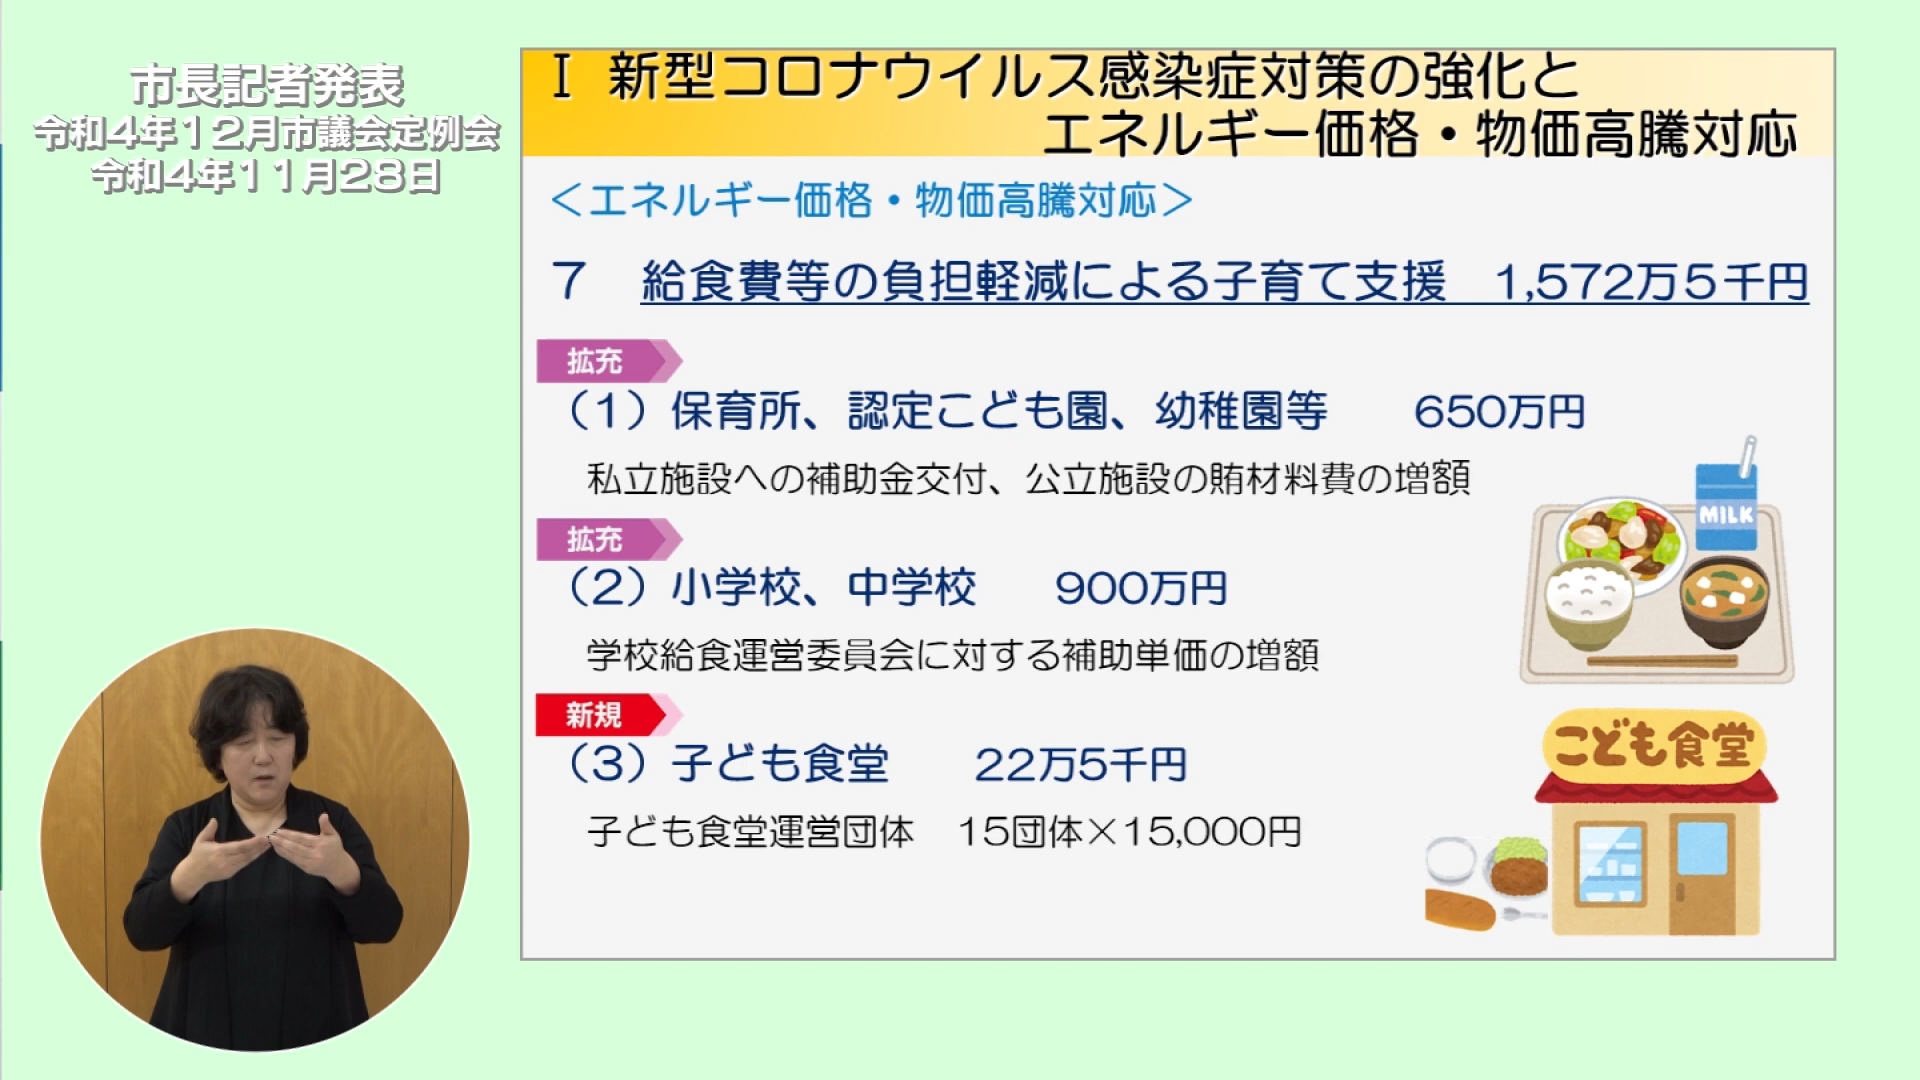 市長記者発表
令和4年12月市議会定例会
令和4年11月28日
Ⅰ 新型コロナウイルス感染症対策の強化と
エネルギー価格・物価高騰対応
＜エネルギー価格・物価高騰対応＞
７　給食費等の負担軽減による子育て支援　1,572万５千円
拡充
（1）保育所、認定こども園、幼稚園等　　650万円
私立施設への補助金交付、公立施設の賄材料費の増額
MILK
拡充
（2）小学校、中学校　　900万円
学校給食運営委員会に対する補助単価の増額
新規
（3）子ども食堂　　22万5千円
子ども食堂運営団体　15団体×15,000円
こども食堂